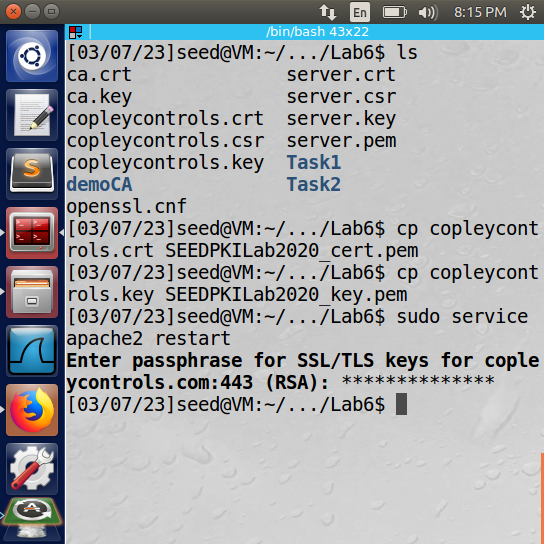 En
8:15 PM
/bin/bash 43x22
[03/07/23]seed@VM:~/.../Lab6$ ls
ca.crt server.crt
ca.key server.csr
copleycontrols.crt server.key
copleycontrols.csr server.pem
copleycontrols.key Task1
demoCA Task2
openssl.cnf
[03/07/23]seed@VM:~/.../Lab6$ cp copleycont
rols.crt SEEDPKILab2020_cert.pem
[03/07/23]seed@VM:~/.../Lab6$ cp copleycont
rols.key SEEDPKILab2020_key.pem
[03/07/23]seed@VM:~/.../Lab6$ sudo service
apache2 restart
Enter passphrase for SSL/TLS keys for cople
ycontrols.com:443 (RSA): **************
[03/07/23]seed@VM:~/.../Lab6$